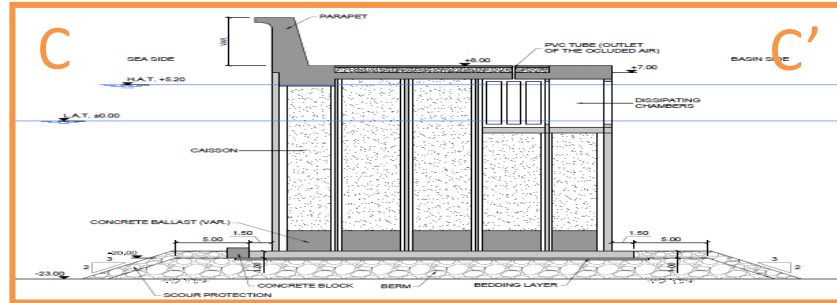 C
C'
PARAPET
VAR.
PVC TUBE (OUTLET
OF THE OCLUDED AIR)
SEA SIDE
BASIN SIDE
+8.00
+7.00
H.A.T. +5.20
DISSIPATING
CHAMBERS
L.A.T. ±0.00
CAISSON
CONCRETE BALLAST (VAR.)
1.50
5.00
1.50
5.00
-20,00
3
2
3
2
-23.00
CONCRETE BLOCK
BERM
BEDDING LAYER
SCOUR PROTECTION